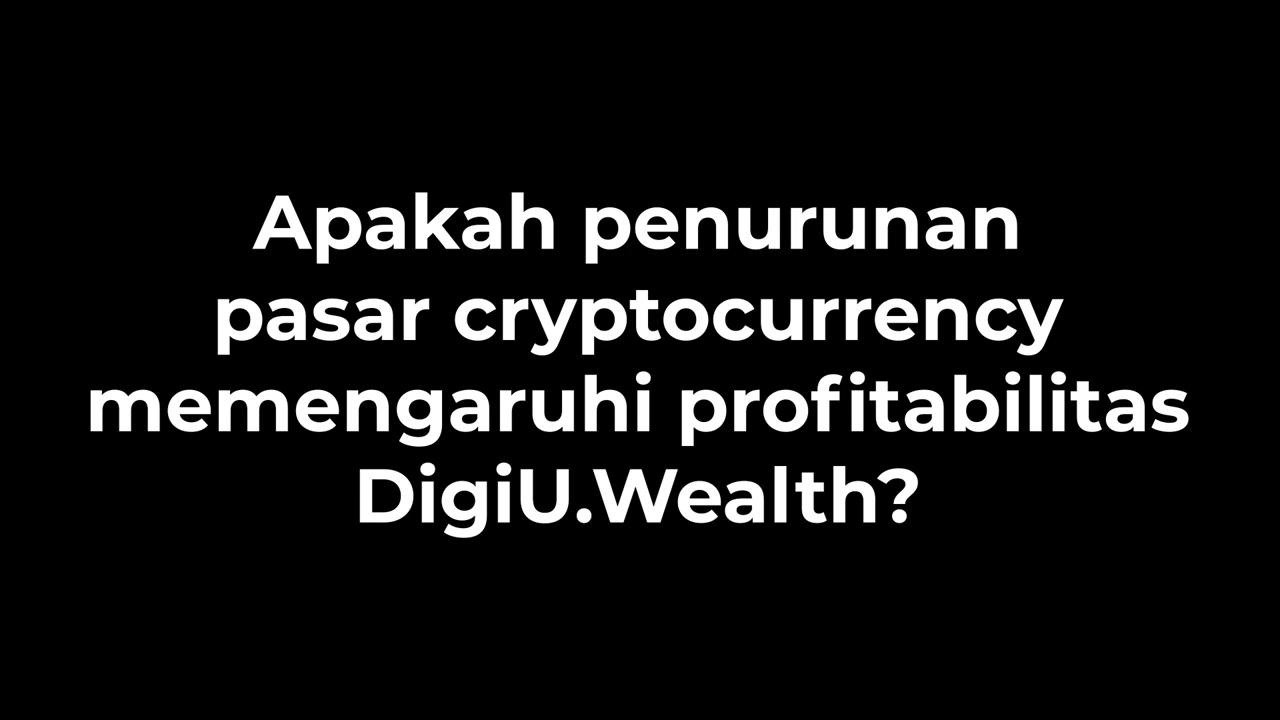 Apakah penurunan
pasar cryptocurrency
memengaruhi profitabilitas
DigiU.Wealth?